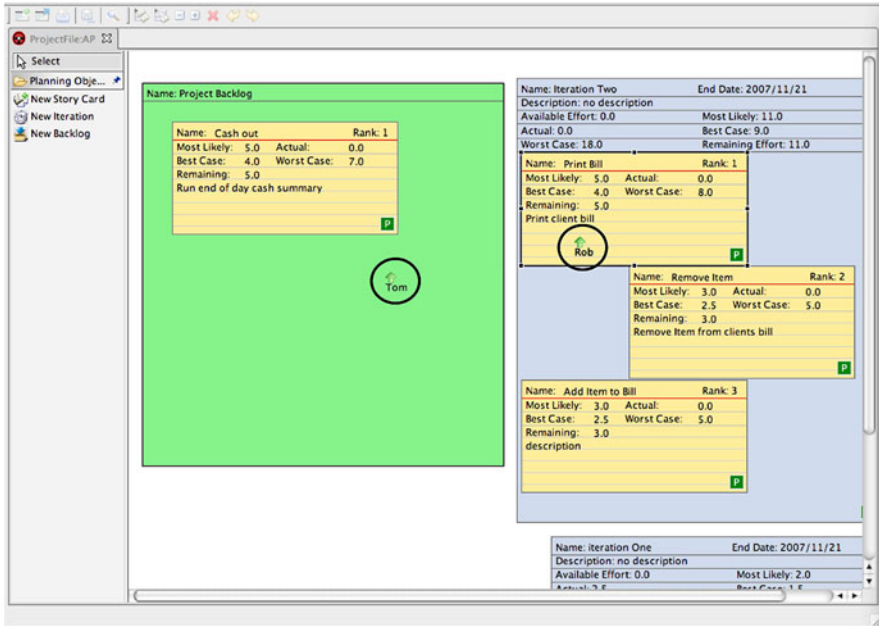 ProjectFile:AP
Select
Planning Obje...
New Story Card
New Iteration
New Backlog
Name: Project Backlog
Name: Cash out Rank: 1
Most Likely: 5.0 Actual: 0.0
Best Case: 4.0 Worst Case: 7.0
Remaining: 5.0
Run end of day cash summary
P
Tom
Name: Iteration Two End Date: 2007/11/21
Description: no description
Available Effort: 0.0 Most Likely: 11.0
Actual: 0.0 Best Case: 9.0
Worst Case: 18.0 Remaining Effort: 11.0
Name: Print Bill Rank: 1
Most Likely: 5.0 Actual: 0.0
Best Case: 4.0 Worst Case: 8.0
Remaining: 5.0
Print client bill
Rob
P
Name: Remove Item Rank: 2
Most Likely: 3.0 Actual: 0.0
Best Case: 2.5 Worst Case: 5.0
Remaining: 3.0
Remove Item from clients bill
P
Name: Add Item to Bill Rank: 3
Most Likely: 3.0 Actual: 0.0
Best Case: 2.5 Worst Case: 5.0
Remaining: 3.0
description
P
Name: iteration One End Date: 2007/11/21
Description: no description
Available Effort: 0.0 Most Likely: 2.0
Actual: 2.5 Best Case: 1.5